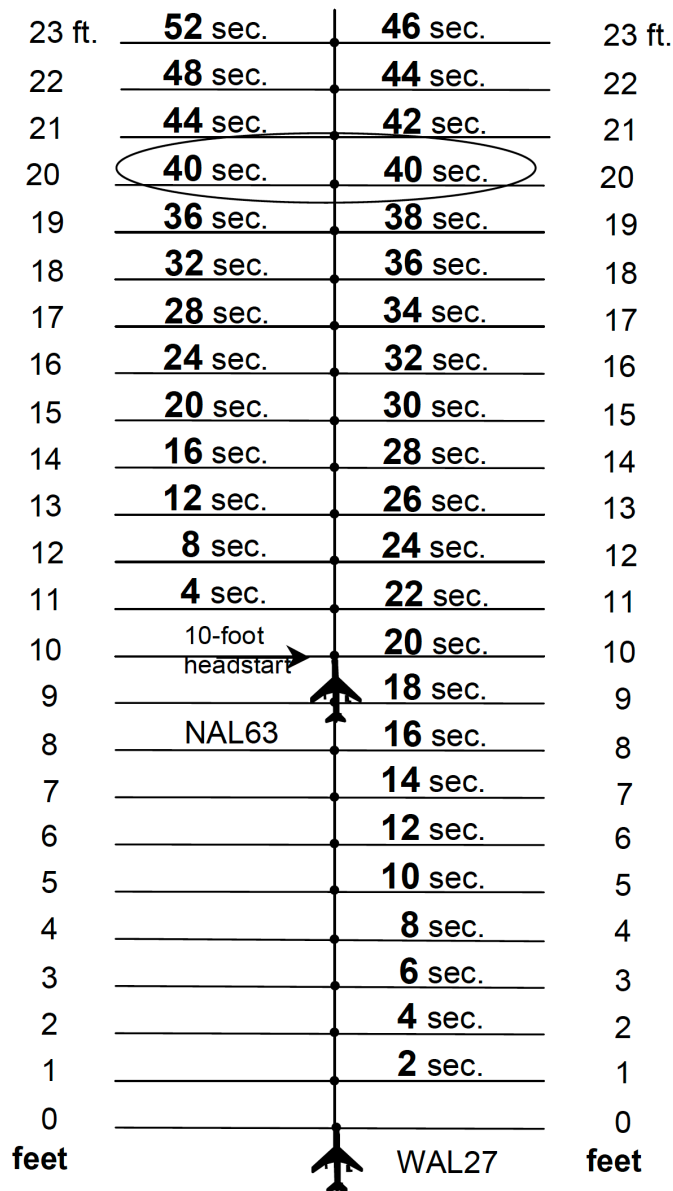 23 ft. 52 sec. 46 sec. 23 ft.
22 48 sec. 44 sec. 22
21 44 sec. 42 sec. 21
20 40 sec. 40 sec. 20
19 36 sec. 38 sec. 19
18 32 sec. 36 sec. 18
17 28 sec. 34 sec. 17
16 24 sec. 32 sec. 16
15 20 sec. 30 sec. 15
14 16 sec. 28 sec. 14
13 12 sec. 26 sec. 13
12 8 sec. 24 sec. 12
11 4 sec. 22 sec. 11
10 10-foot 20 sec. 10
headstart
9 18 sec. 9
8 NAL63 16 sec. 8
7 14 sec. 7
6 12 sec. 6
5 10 sec. 5
4 8 sec. 4
3 6 sec. 3
2 4 sec. 2
1 2 sec. 1
0 0
feet WAL27 feet